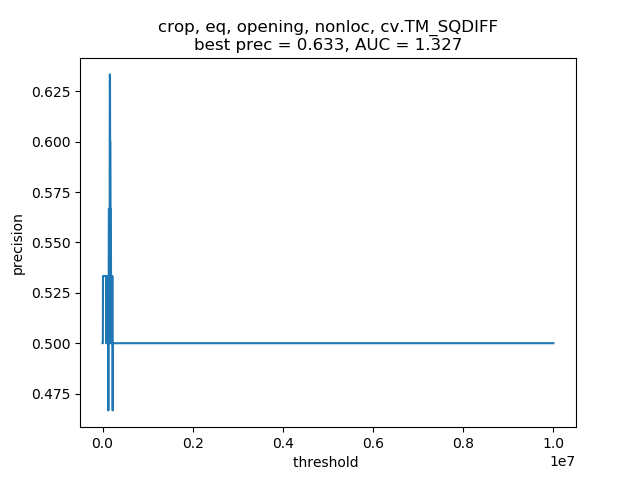 crop, eq, opening, nonloc, cv.TM_SQDIFF
best prec = 0.633, AUC = 1.327
precision
0.625
0.600
0.575
0.550
0.525
0.500
0.475
0.0 0.2 0.4 0.6 0.8 1.0
1e7
threshold